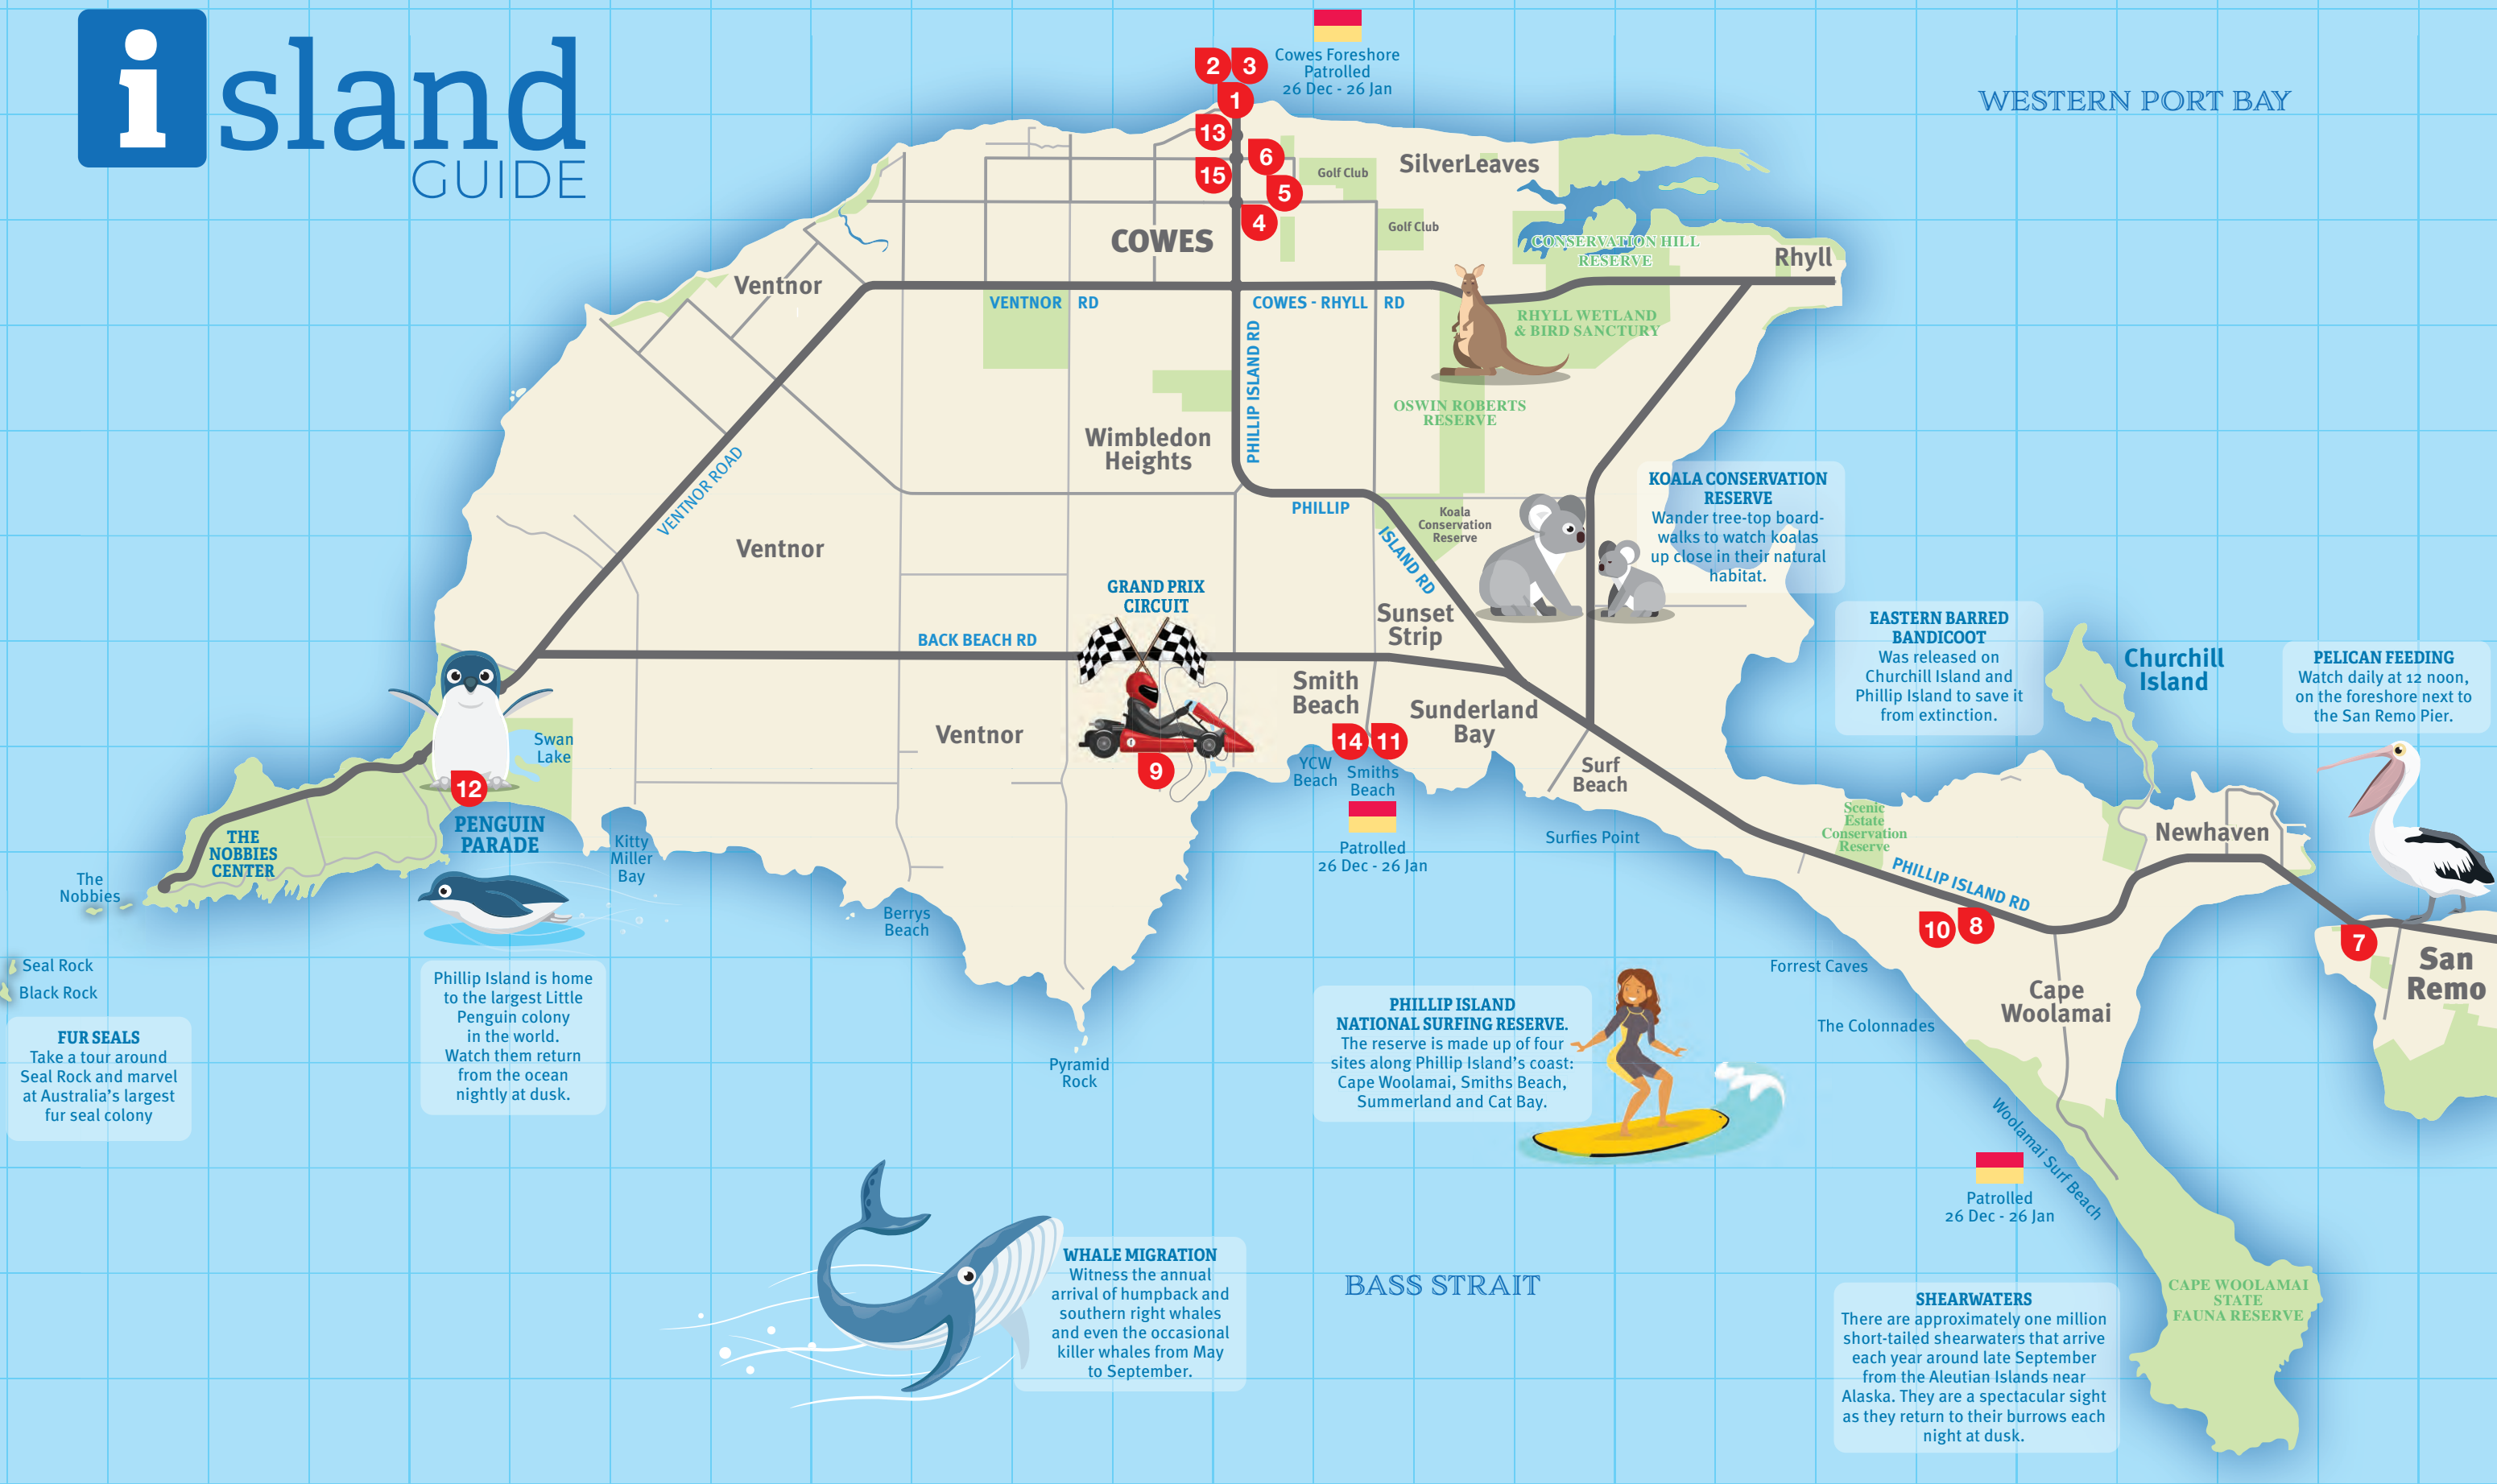 island
GUIDE
Cowes Foreshore
Patrolled
26 Dec - 26 Jan
WESTERN PORT BAY
2
3
1
13
6
15
5
4
Golf Club
SilverLeaves
Golf Club
COWES
CONSERVATION HILL
RESERVE
Rhyll
Ventnor
VENTNOR RD
COWES - RHYLL RD
RHYLL WETLAND
& BIRD SANCTURY
PHILLIP ISLAND RD
OSWIN ROBERTS
RESERVE
Wimbledon
Heights
VENTNOR ROAD
PHILLIP
ISLAND RD
Koala
Conservation
Reserve
KOALA CONSERVATION
RESERVE
Wander tree-top board-
walks to watch koalas
up close in their natural
habitat.
Ventnor
GRAND PRIX
CIRCUIT
BACK BEACH RD
Sunset
Strip
EASTERN BARRED
BANDICOOT
Was released on
Churchill Island and
Phillip Island to save it
from extinction.
Churchill
Island
PELICAN FEEDING
Watch daily at 12 noon,
on the foreshore next to
the San Remo Pier.
Smith
Beach
Sunderland
Bay
Ventnor
Swan
Lake
14
11
9
12
YCW
Beach
Smiths
Beach
Surf
Beach
Patrolled
26 Dec - 26 Jan
Surfies Point
Scenic
Estate
Conservation
Reserve
Newhaven
PENGUIN
PARADE
THE
NOBBIES
CENTER
Kitty
Miller
Bay
The
Nobbies
PHILLIP ISLAND RD
Berrys
Beach
10
8
7
San
Remo
Seal Rock
Black Rock
Forrest Caves
Cape
Woolamai
The Colonnades
FUR SEALS
Take a tour around
Seal Rock and marvel
at Australia's largest
fur seal colony
Phillip Island is home
to the largest Little
Penguin colony
in the world.
Watch them return
from the ocean
nightly at dusk.
Pyramid
Rock
PHILLIP ISLAND
NATIONAL SURFING RESERVE.
The reserve is made up of four
sites along Phillip Island's coast:
Cape Woolamai, Smiths Beach,
Summerland and Cat Bay.
Woolamai Surf Beach
Patrolled
26 Dec - 26 Jan
WHALE MIGRATION
Witness the annual
arrival of humpback and
southern right whales
and even the occasional
killer whales from May
to September.
BASS STRAIT
SHEARWATERS
There are approximately one million
short-tailed shearwaters that arrive
each year around late September
from the Aleutian Islands near
Alaska. They are a spectacular sight
as they return to their burrows each
night at dusk.
CAPE WOOLAMAI
STATE
FAUNA RESERVE